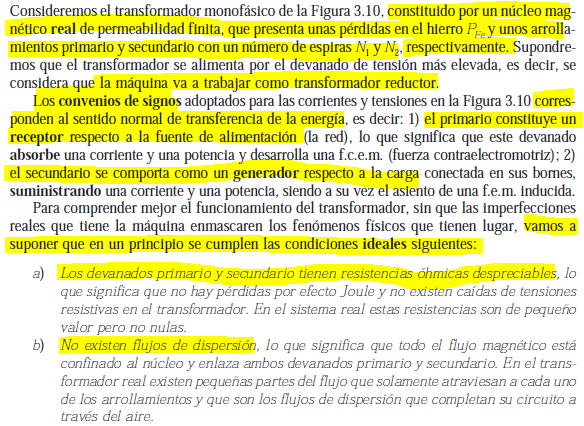 Consideremos el transformador monofásico de la Figura 3.10, constituido por un núcleo mag-
nético real de permeabilidad finita, que presenta unas pérdidas en el hierro P_Fe y unos arrolla-
mientos primario y secundario con un número de espiras N₁ y N₂, respectivamente. Supondre-
mos que el transformador se alimenta por el devanado de tensión más elevada, es decir, se
considera que la máquina va a trabajar como transformador reductor.
Los convenios de signos adoptados para las corrientes y tensiones en la Figura 3.10 corres-
ponden al sentido normal de transferencia de la energía, es decir: 1) el primario constituye un
receptor respecto a la fuente de alimentación (la red), lo que significa que este devanado
absorbe una corriente y una potencia y desarrolla una f.c.e.m. (fuerza contraelectromotriz); 2)
el secundario se comporta como un generador respecto a la carga conectada en sus bornes,
suministrando una corriente y una potencia, siendo a su vez el asiento de una f.e.m. inducida.
Para comprender mejor el funcionamiento del transformador, sin que las imperfecciones
reales que tiene la máquina enmascaren los fenómenos físicos que tienen lugar, vamos a
suponer que en un principio se cumplen las condiciones ideales siguientes:
a) Los devanados primario y secundario tienen resistencias óhmicas despreciables, lo
que significa que no hay pérdidas por efecto Joule y no existen caídas de tensiones
resistivas en el transformador. En el sistema real estas resistencias son de pequeño
valor pero no nulas.
b) No existen flujos de dispersión, lo que significa que todo el flujo magnético está
confinado al núcleo y enlaza ambos devanados primario y secundario. En el trans-
formador real existen pequeñas partes del flujo que solamente atraviesan a cada uno
de los arrollamientos y que son los flujos de dispersión que completan su circuito a
través del aire.